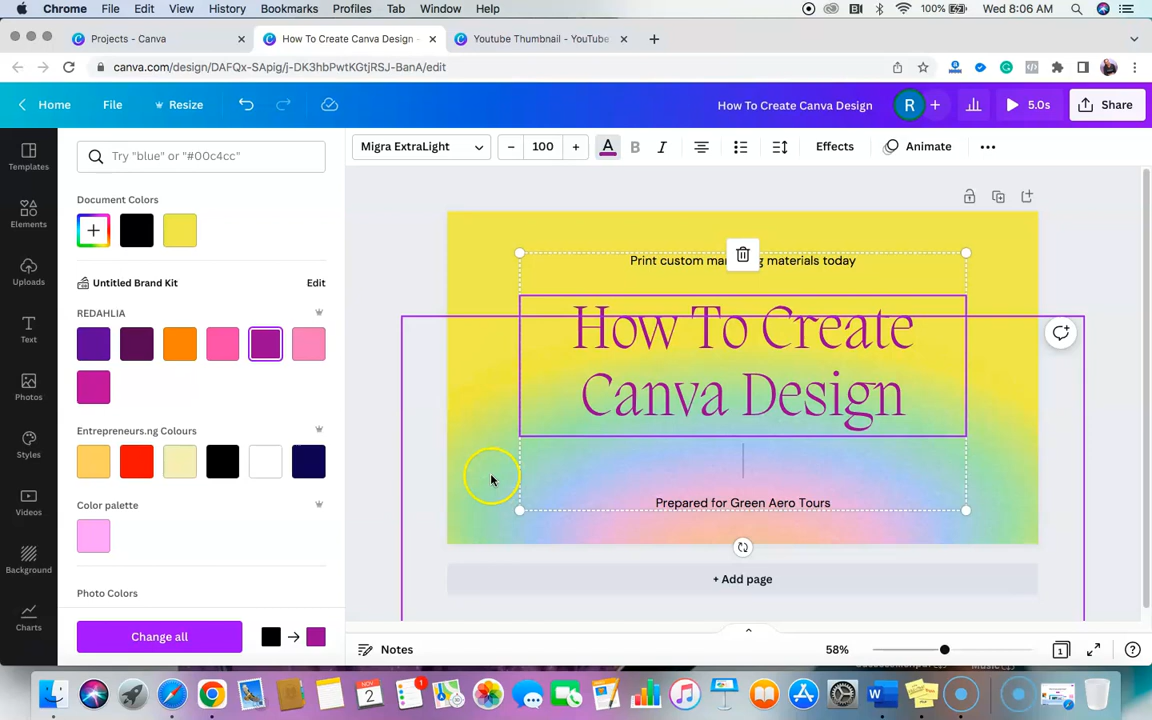 Chrome File Edit View History Bookmarks Profiles Tab Window Help 100% Wed 8:06 AM
Projects - Canva How To Create Canva Design - Youtube Thumbnail - YouTube
canva.com/design/DAFQx-SApig/j-DK3hbPwtKGtjRSJ-BanA/edit
Home File Resize How To Create Canva Design R 5.0s Share
Templates
Elements
Uploads
Text
Photos
Styles
Videos
Background
Charts
Try "blue" or "#00c4cc"
Document Colors
Untitled Brand Kit Edit
REDAHLIA
Entrepreneurs.ng Colours
Color palette
Photo Colors
Change all
Migra ExtraLight 100 A B I Effects Animate
Print custom mar g materials today
How To Create
Canva Design
Prepared for Green Aero Tours
+ Add page
Notes 58% 1
NOV
2
1